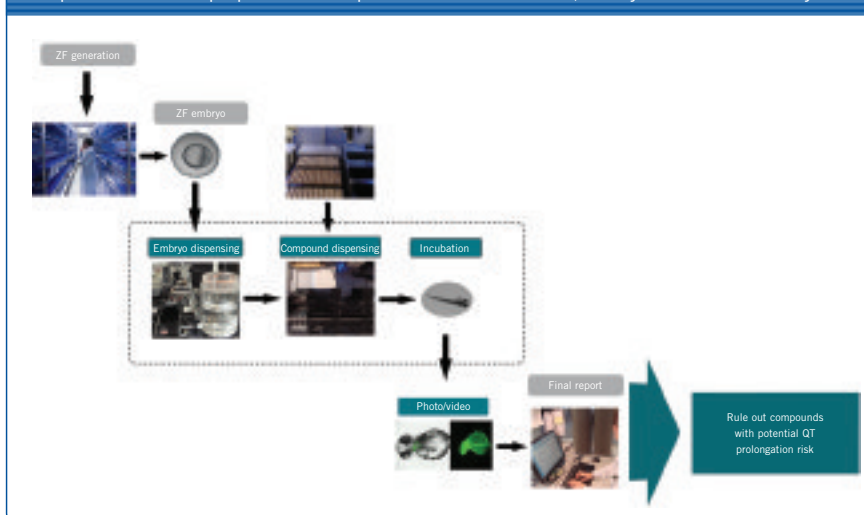 ZF generation
ZF embryo
Embryo dispensing
Compound dispensing
Incubation
Photo/video
Final report
Rule out compounds
with potential QT
prolongation risk